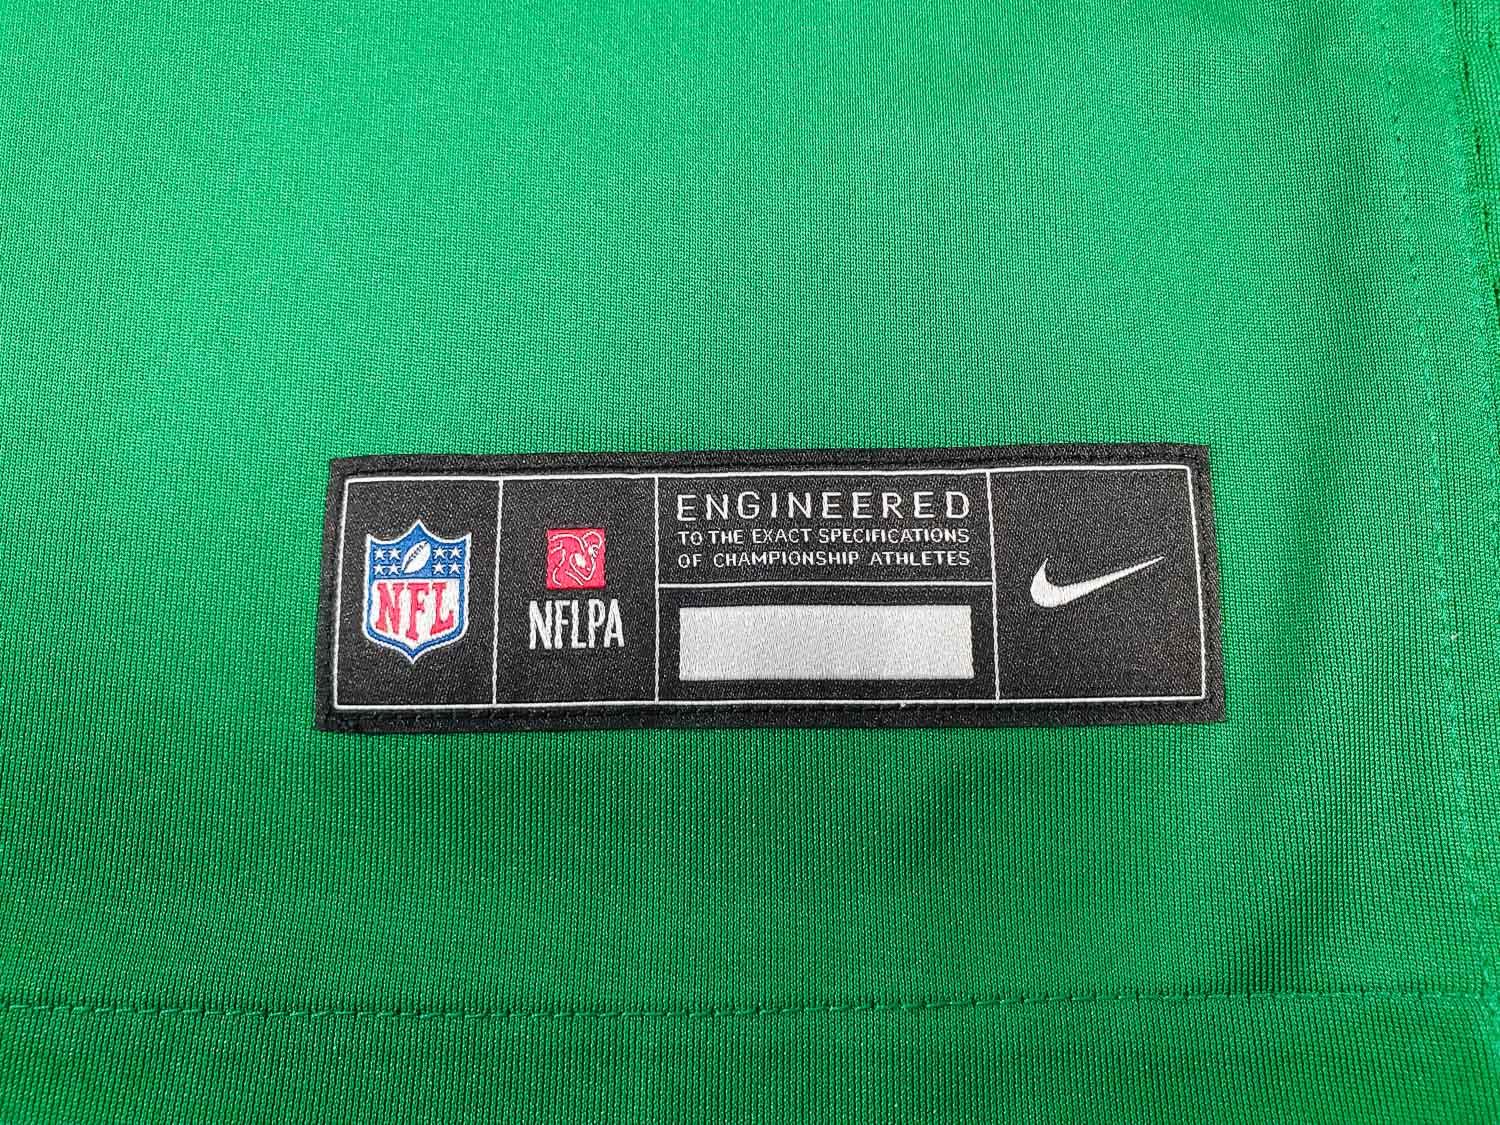 NFL
NFLPA
ENGINEERED
TO THE EXACT SPECIFICATIONS
OF CHAMPIONSHIP ATHLETES